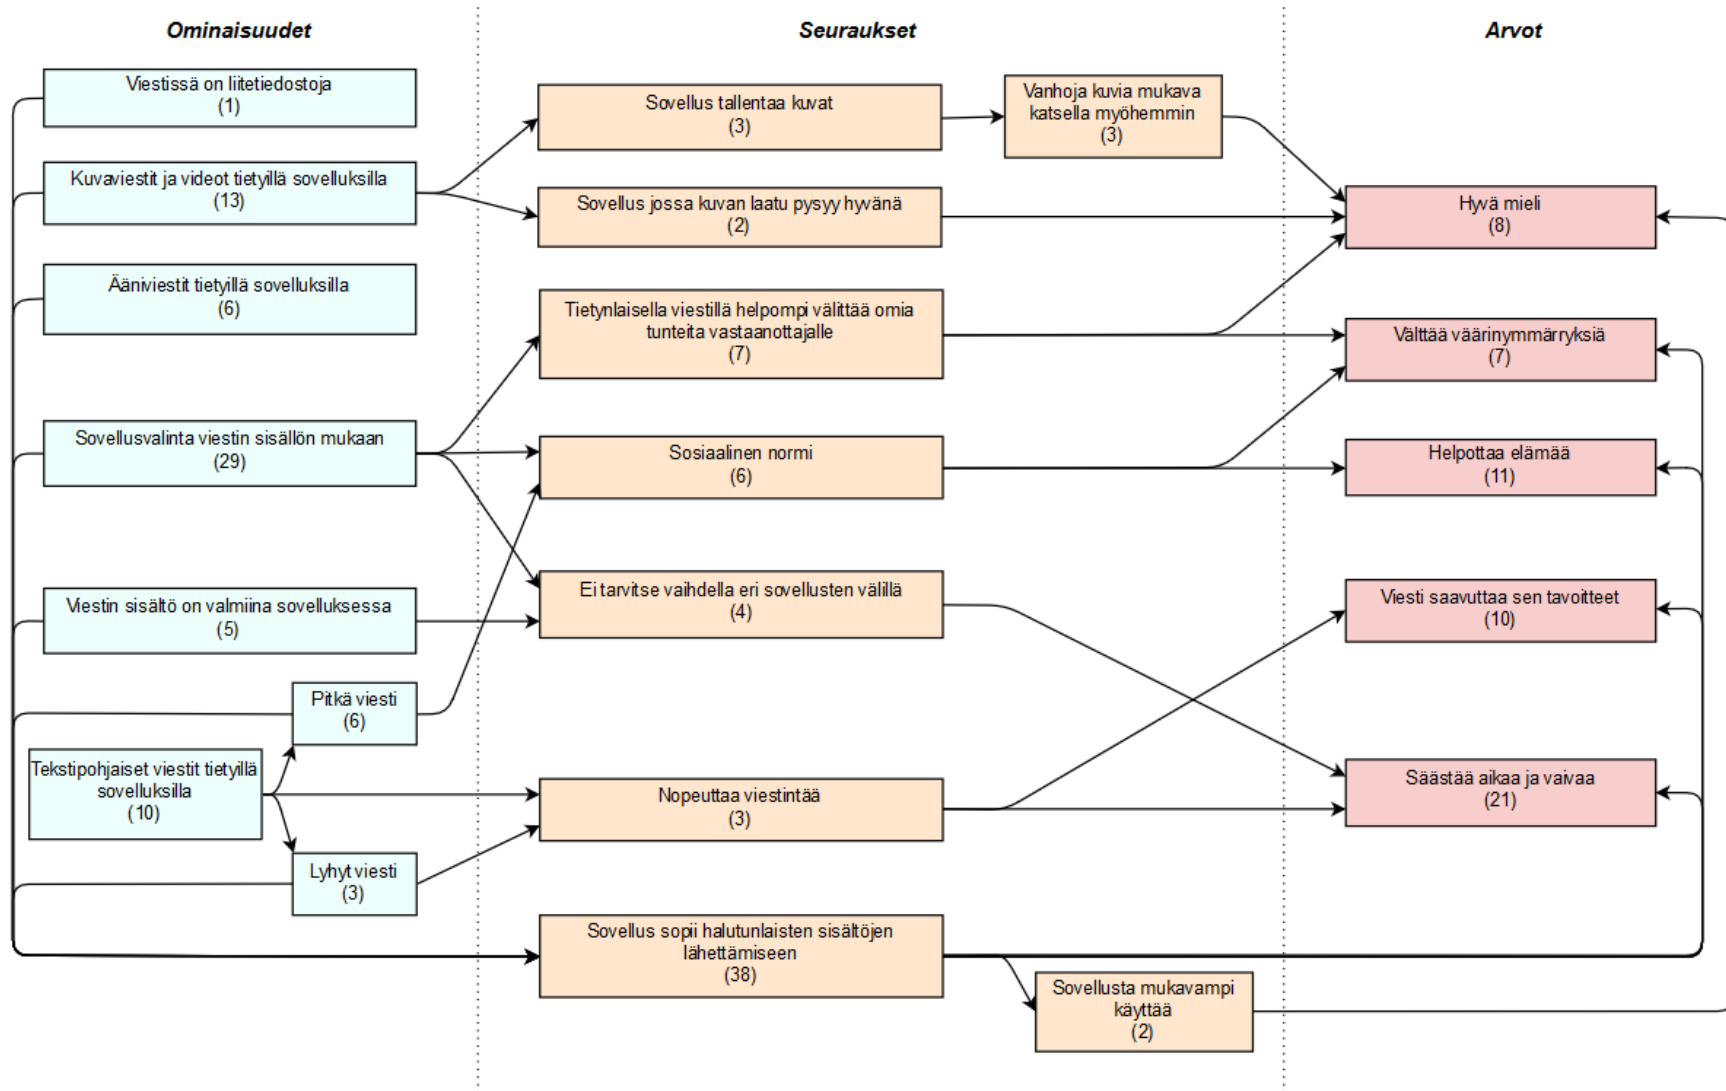 Ominaisuudet
Seuraukset
Arvot
Viestissä on liitetiedostoja
(1)
Kuvaviestit ja videot tietyillä sovelluksilla
(13)
Ääniviestit tietyillä sovelluksilla
(6)
Sovellusvalinta viestin sisällön mukaan
(29)
Viestin sisältö on valmiina sovelluksessa
(5)
Pitkä viesti
(6)
Tekstipohjaiset viestit tietyillä
sovelluksilla
(10)
Lyhyt viesti
(3)
Sovellus tallentaa kuvat
(3)
Vanhoja kuvia mukava
katsella myöhemmin
(3)
Sovellus jossa kuvan laatu pysyy hyvänä
(2)
Tietynlaisella viestillä helpompi välittää omia
tunteita vastaanottajalle
(7)
Sosiaalinen normi
(6)
Ei tarvitse vaihdella eri sovellusten välillä
(4)
Nopeuttaa viestintää
(3)
Sovellus sopii halutunlaisten sisältöjen
lähettämiseen
(38)
Sovellusta mukavampi
käyttää
(2)
Hyvä mieli
(8)
Välttää väärinymmärryksiä
(7)
Helpottaa elämää
(11)
Viesti saavuttaa sen tavoitteet
(10)
Säästää aikaa ja vaivaa
(21)